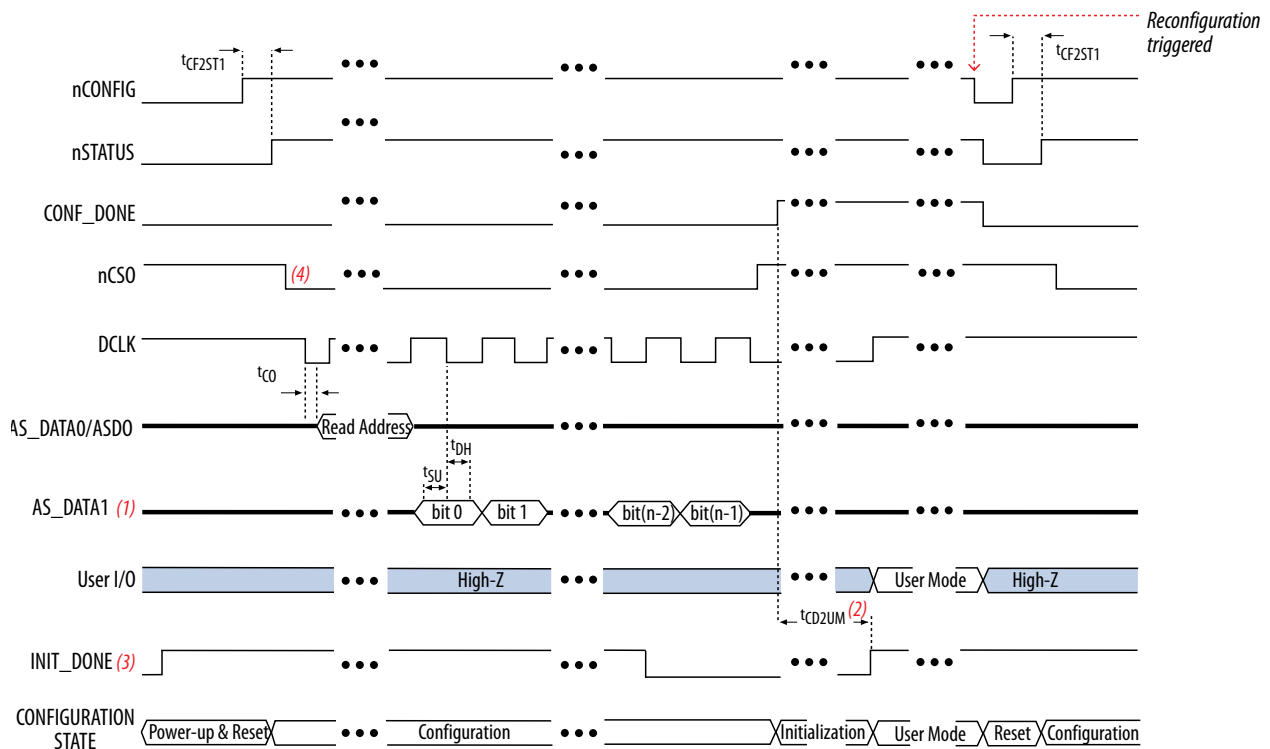 Reconfiguration
triggered
tCF2ST1
tCF2ST1
nCONFIG
nSTATUS
CONF_DONE
nCSO
(4)
DCLK
tCO
AS_DATA0/ASDO
Read Address
tSU
tDH
AS_DATA1 (1)
bit 0
bit 1
bit(n-2)
bit(n-1)
User I/O
High-Z
User Mode
High-Z
tCD2UM (2)
INIT_DONE (3)
CONFIGURATION
STATE
Power-up & Reset
Configuration
Initialization
User Mode
Reset
Configuration